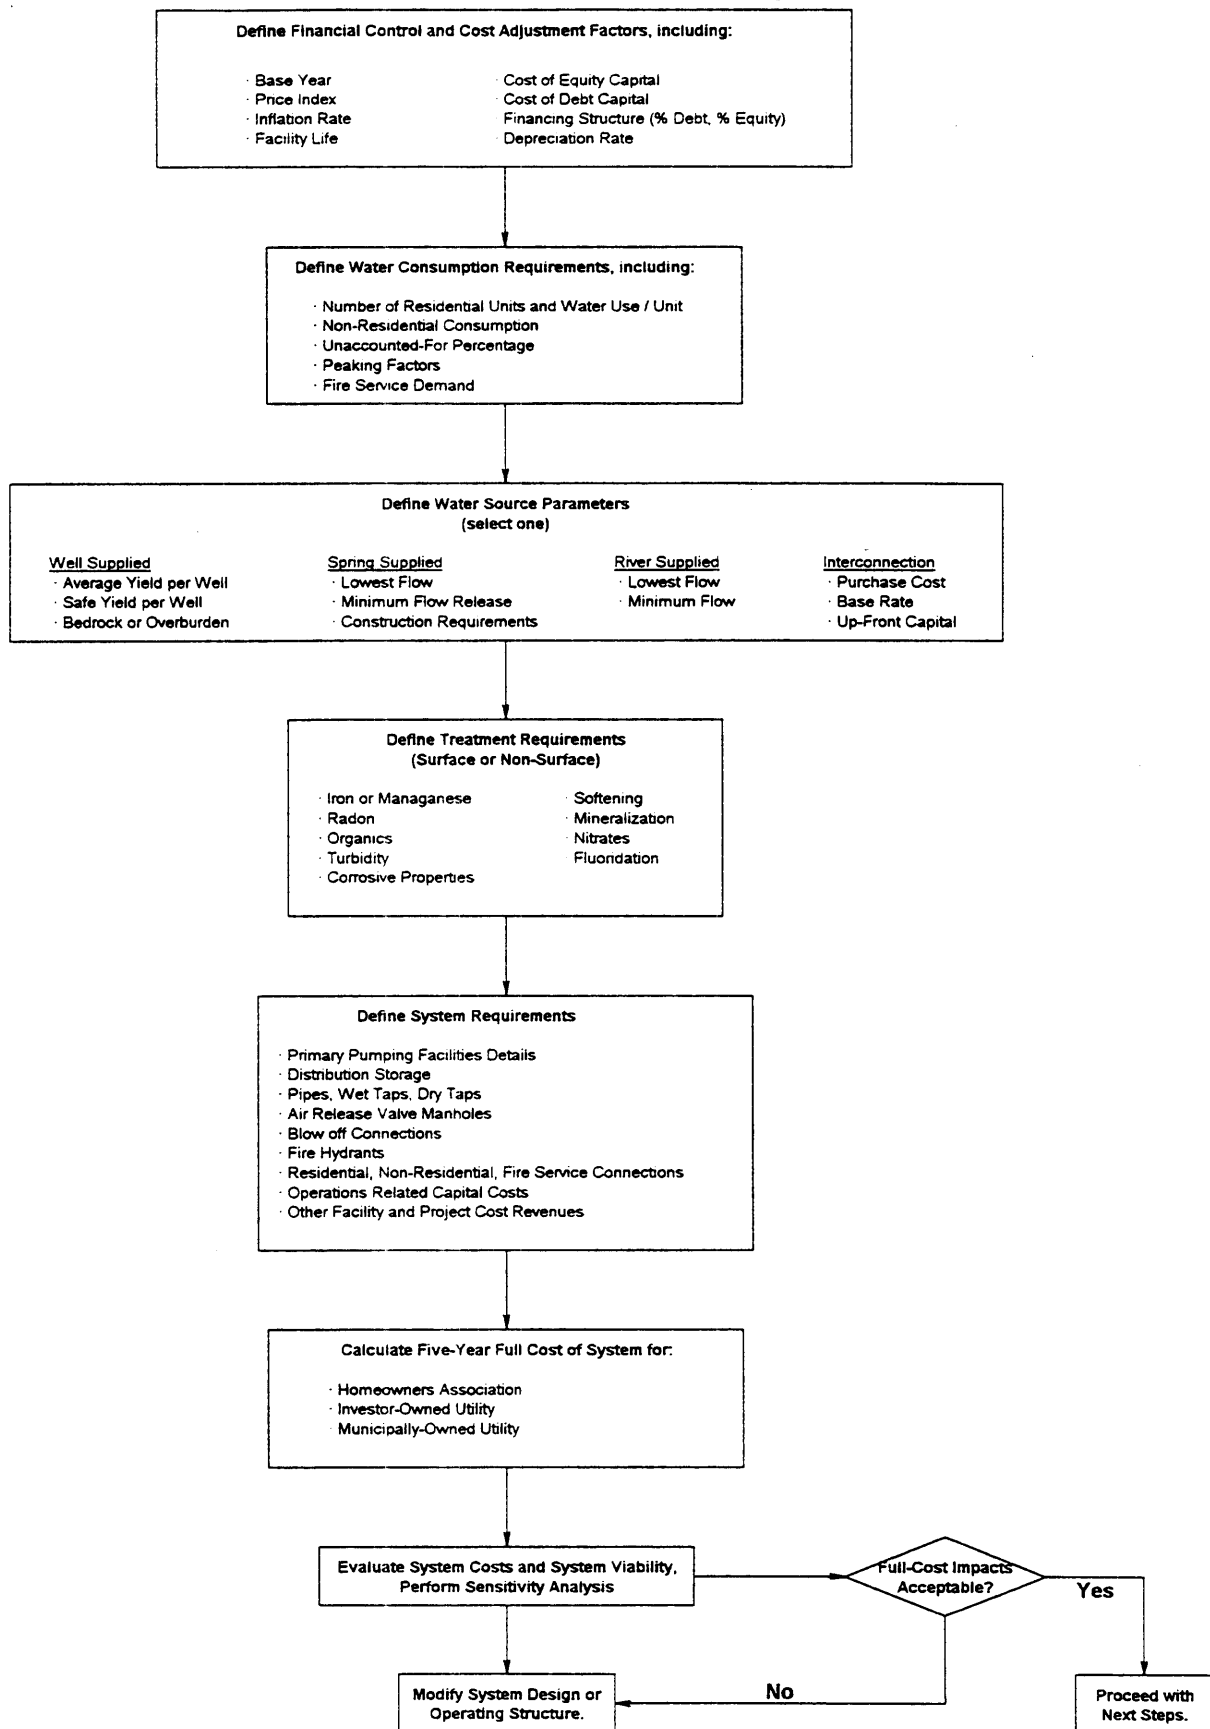 Define Financial Control and Cost Adjustment Factors, including:
· Base Year
· Price Index
· Inflation Rate
· Facility Life
· Cost of Equity Capital
· Cost of Debt Capital
· Financing Structure (% Debt, % Equity)
· Depreciation Rate
Define Water Consumption Requirements, including:
· Number of Residential Units and Water Use / Unit
· Non-Residential Consumption
· Unaccounted-For Percentage
· Peaking Factors
· Fire Service Demand
Define Water Source Parameters
(select one)
Well Supplied
· Average Yield per Well
· Safe Yield per Well
· Bedrock or Overburden
Spring Supplied
· Lowest Flow
· Minimum Flow Release
· Construction Requirements
River Supplied
· Lowest Flow
· Minimum Flow
Interconnection
· Purchase Cost
· Base Rate
· Up-Front Capital
Define Treatment Requirements
(Surface or Non-Surface)
· Iron or Managanese
· Radon
· Organics
· Turbidity
· Corrosive Properties
· Softening
· Mineralization
· Nitrates
· Fluoridation
Define System Requirements
· Primary Pumping Facilities Details
· Distribution Storage
· Pipes, Wet Taps, Dry Taps
· Air Release Valve Manholes
· Blow off Connections
· Fire Hydrants
· Residential, Non-Residential, Fire Service Connections
· Operations Related Capital Costs
· Other Facility and Project Cost Revenues
Calculate Five-Year Full Cost of System for:
· Homeowners Association
· Investor-Owned Utility
· Municipally-Owned Utility
Evaluate System Costs and System Viability,
Perform Sensitivity Analysis
Full-Cost Impacts
Acceptable?
Yes
No
Modify System Design or
Operating Structure.
Proceed with
Next Steps.